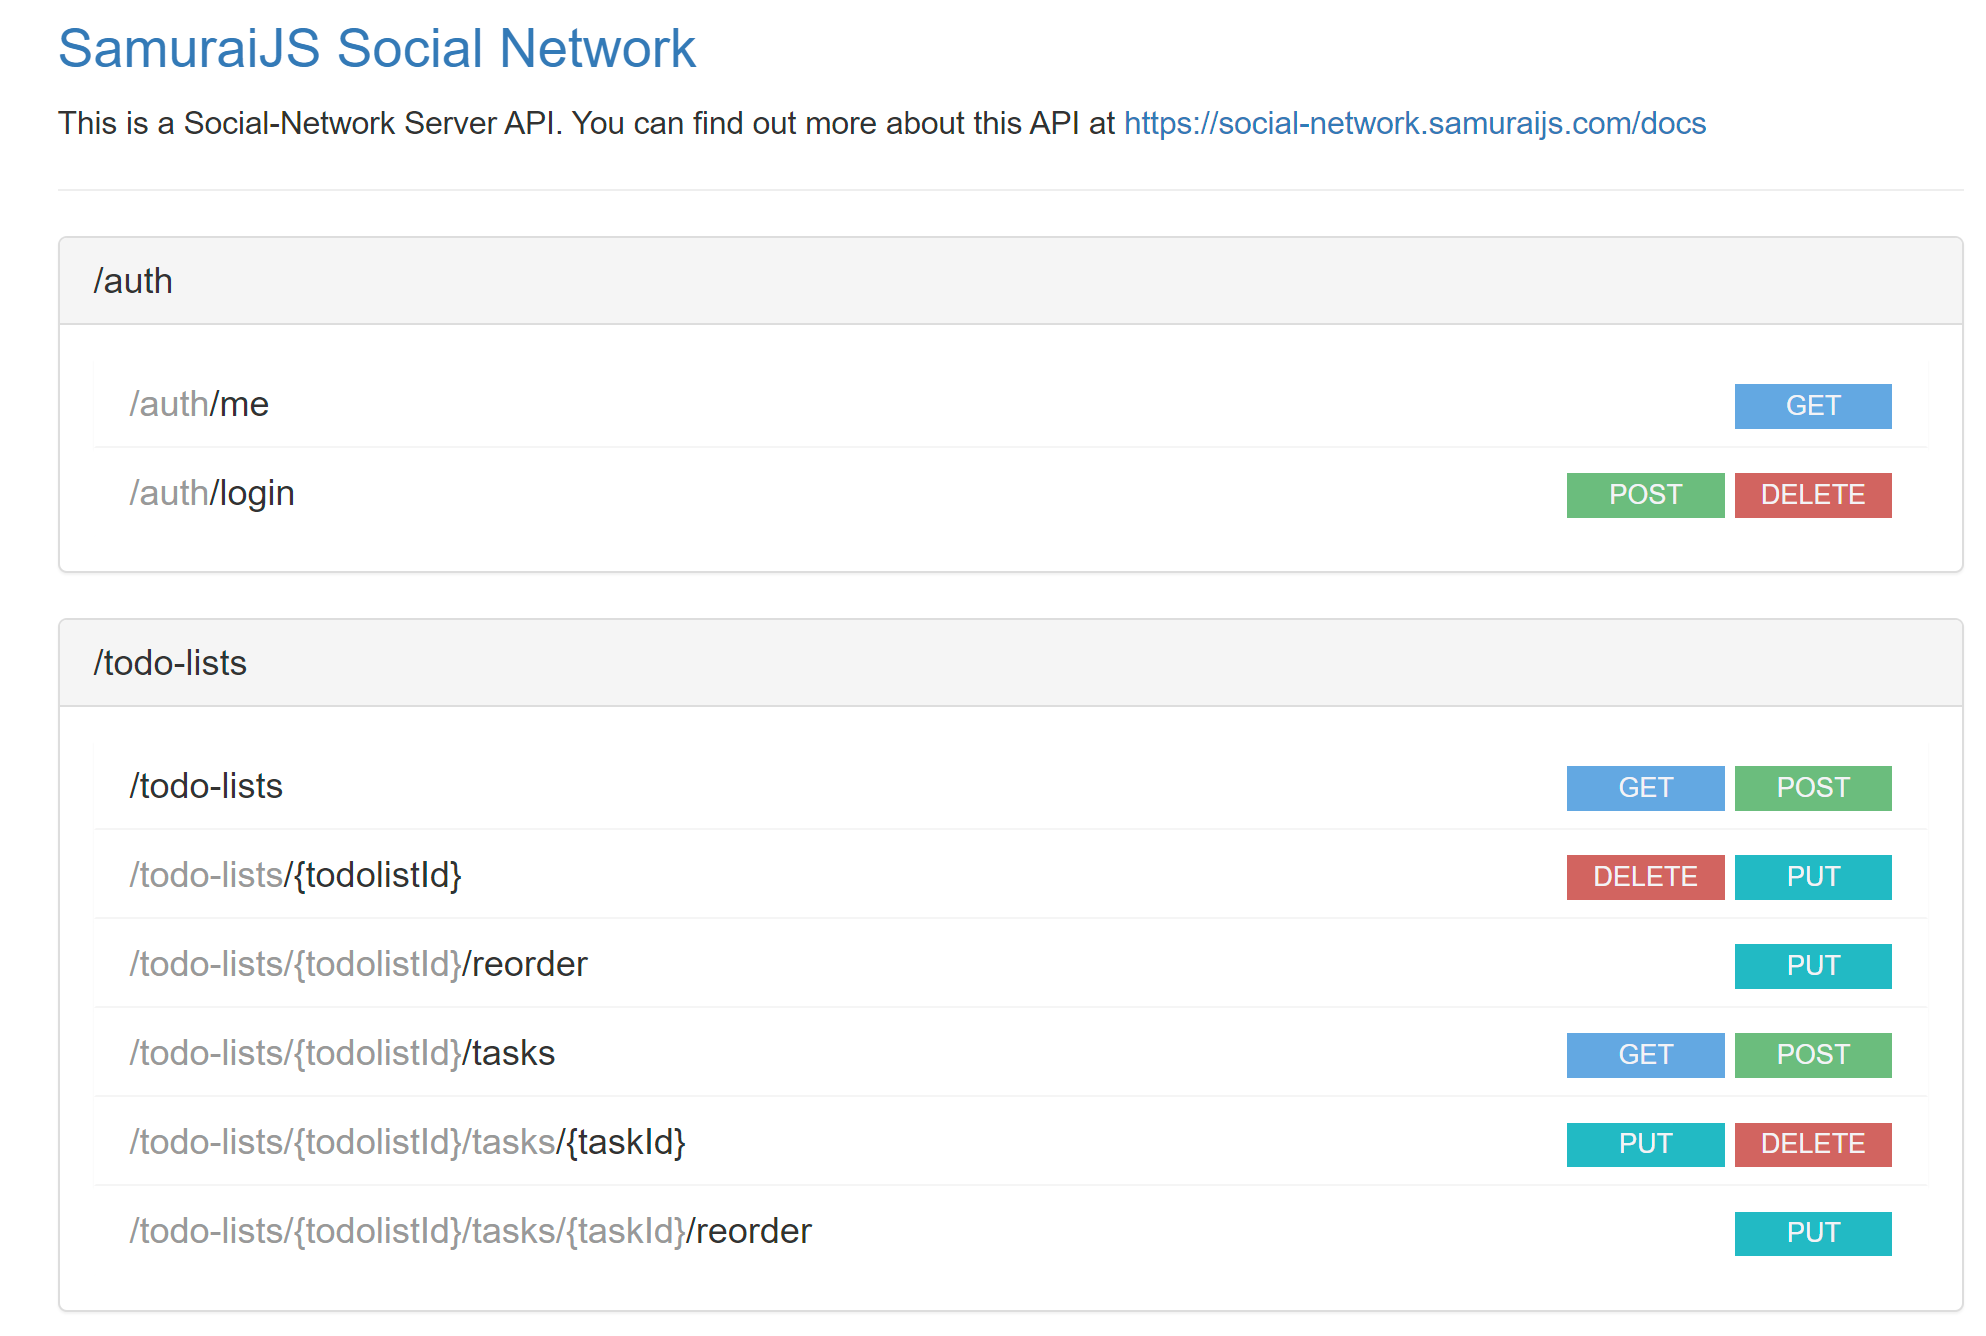 SamuraiJS Social Network
This is a Social-Network Server API. You can find out more about this API at https://social-network.samuraijs.com/docs
/auth
/auth/me GET
/auth/login POST DELETE
/todo-lists
/todo-lists GET POST
/todo-lists/{todolistId} DELETE PUT
/todo-lists/{todolistId}/reorder PUT
/todo-lists/{todolistId}/tasks GET POST
/todo-lists/{todolistId}/tasks/{taskId} PUT DELETE
/todo-lists/{todolistId}/tasks/{taskId}/reorder PUT